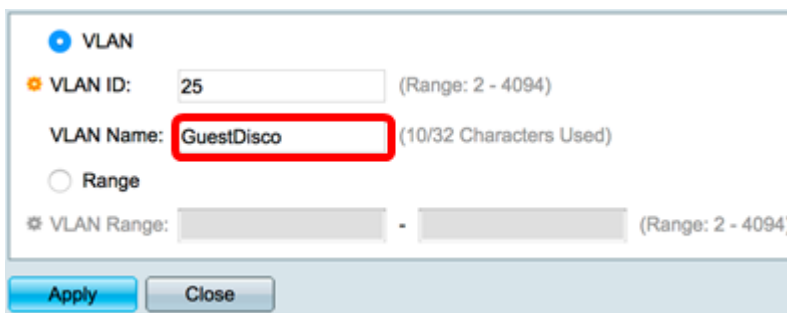 VLAN
VLAN ID: 25 (Range: 2 - 4094)
VLAN Name: GuestDisco (10/32 Characters Used)
Range
VLAN Range: - (Range: 2 - 4094)
Apply Close